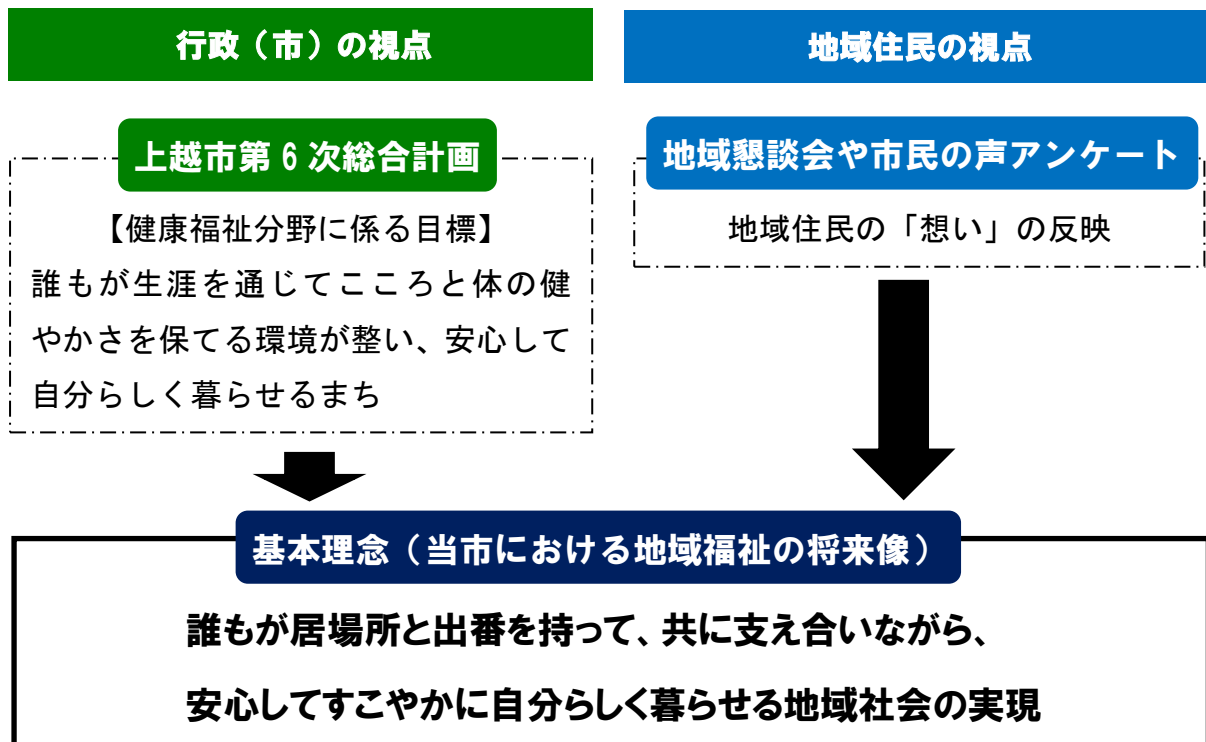 行政(市)の視点
地域住民の視点
上越市第6次総合計画
【健康福祉分野に係る目標】
誰もが生涯を通じてこころと体の健
やかさを保てる環境が整い、安心して
自分らしく暮らせるまち
地域懇談会や市民の声アンケート
地域住民の「想い」の反映
基本理念(当市における地域福祉の将来像)
誰もが居場所と出番を持って、共に支え合いながら、
安心してすこやかに自分らしく暮らせる地域社会の実現